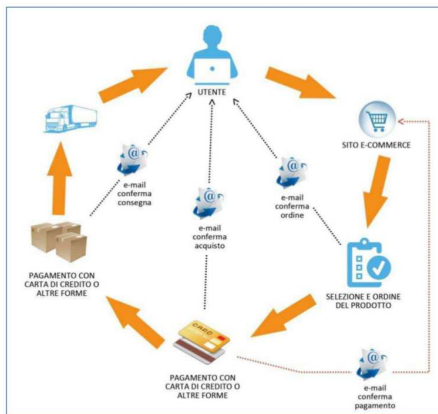 UTENTE
SITO E-COMMERCE
e-mail
conferma
consegna
e-mail
conferma
ordine
e-mail
conferma
acquisto
PAGAMENTO CON
CARTA DI CREDITO O
ALTRE FORME
SELEZIONE E ORDINE
DEL PRODOTTO
PAGAMENTO CON
CARTA DI CREDITO O
ALTRE FORME
e-mail
conferma
pagamento